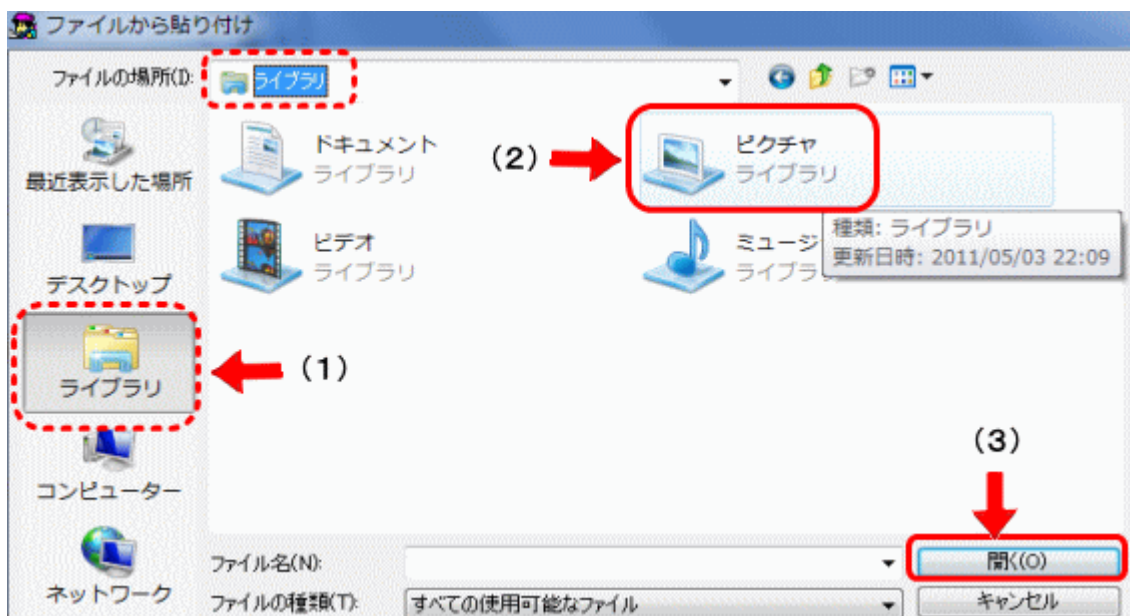 ファイルから貼り付け
ファイルの場所(I):
ライブラリ
最近表示した場所
デスクトップ
ライブラリ
コンピューター
ネットワーク
ドキュメント
ライブラリ
(2)
ピクチャ
ライブラリ
ビデオ
ライブラリ
ミュージ
ライブラリ
種類: ライブラリ
更新日時: 2011/05/03 22:09
(1)
(3)
ファイル名(N):
開く(O)
ファイルの種類(T):
すべての使用可能なファイル
キャンセル